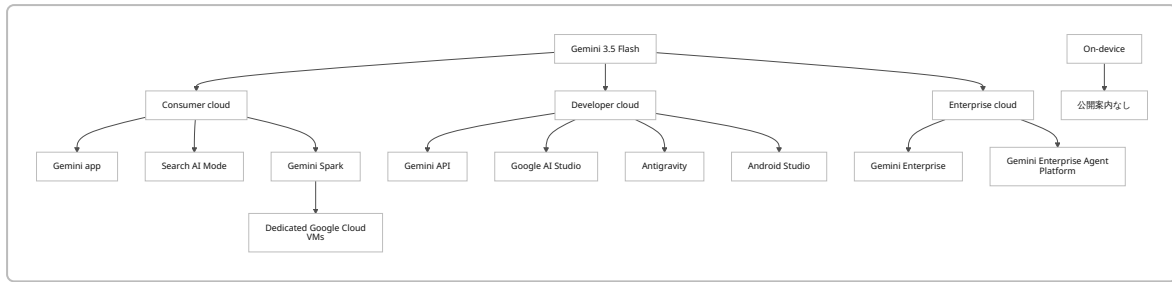 Gemini 3.5 Flash
On-device
Consumer cloud
Developer cloud
Enterprise cloud
公開案内なし
Gemini app
Search AI Mode
Gemini Spark
Gemini API
Google AI Studio
Antigravity
Android Studio
Gemini Enterprise
Gemini Enterprise Agent
Platform
Dedicated Google Cloud
VMs